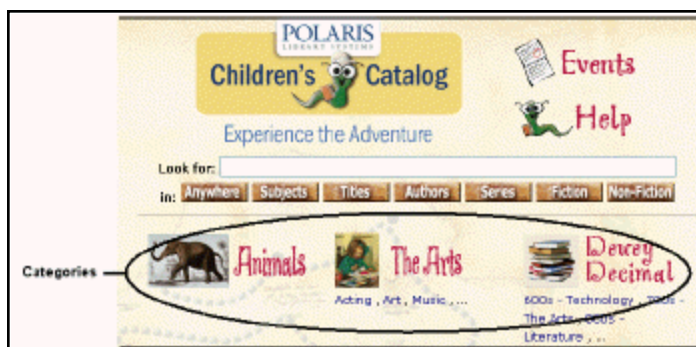 POLARIS
LIBRARY SYSTEMS
Children's Catalog
Experience the Adventure
Events
Help
Look for:
in: Anywhere Subjects Titles Authors Series Fiction Non-Fiction
Categories
Animals
The Arts
Acting , Art , Music , ...
Dewey
Decimal
600s - Technology , 700s -
The Arts , 800s -
Literature , ...